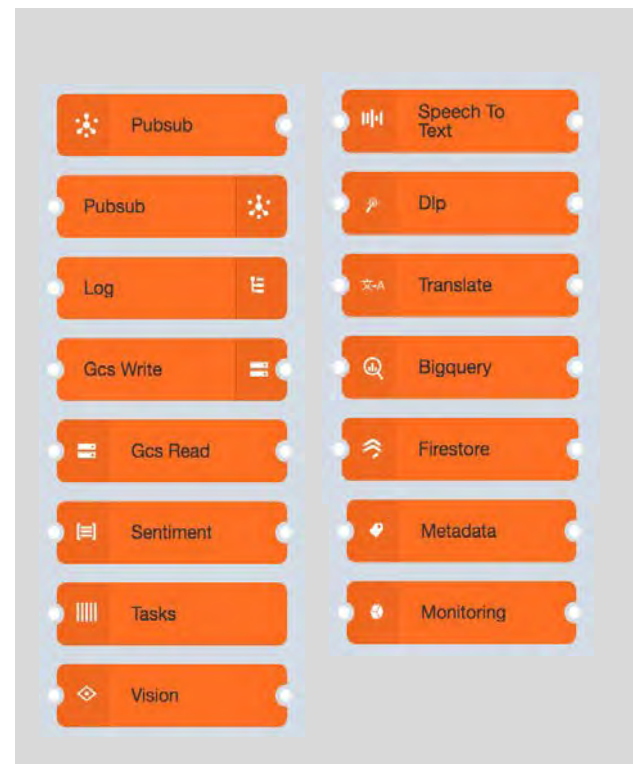 Pubsub
Pubsub
Log
Gcs Write
Gcs Read
Sentiment
Tasks
Vision
Speech To
Text
Dlp
文→A Translate
Bigquery
Firestore
Metadata
Monitoring